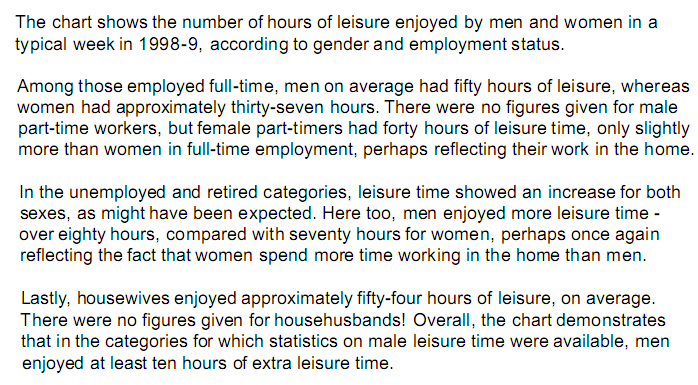 The chart shows the number of hours of leisure enjoyed by men and women in a
typical week in 1998-9, according to gender and employment status.
Among those employed full-time, men on average had fifty hours of leisure, whereas
women had approximately thirty-seven hours. There were no figures given for male
part-time workers, but female part-timers had forty hours of leisure time, only slightly
more than women in full-time employment, perhaps reflecting their work in the home.
In the unemployed and retired categories, leisure time showed an increase for both
sexes, as might have been expected. Here too, men enjoyed more leisure time -
over eighty hours, compared with seventy hours for women, perhaps once again
reflecting the fact that women spend more time working in the home than men.
Lastly, housewives enjoyed approximately fifty-four hours of leisure, on average.
There were no figures given for househusbands! Overall, the chart demonstrates
that in the categories for which statistics on male leisure time were available, men
enjoyed at least ten hours of extra leisure time.